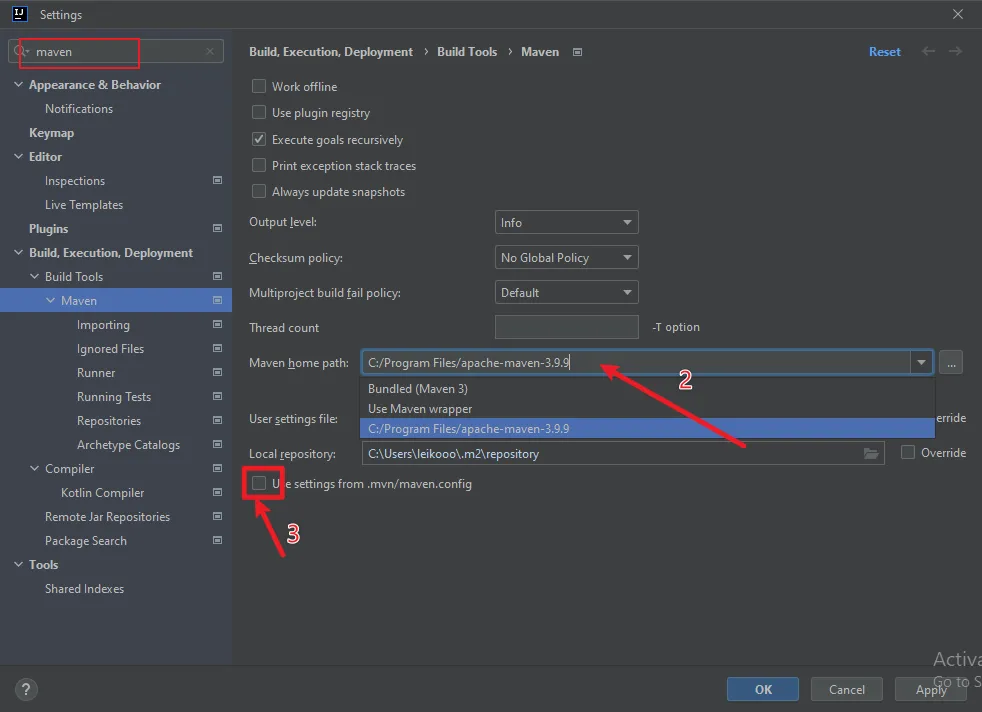 IJ
Settings
maven
Appearance & Behavior
Notifications
Keymap
Editor
Inspections
Live Templates
Plugins
Build, Execution, Deployment
Build Tools
Maven
Importing
Ignored Files
Runner
Running Tests
Repositories
Archetype Catalogs
Compiler
Kotlin Compiler
Remote Jar Repositories
Package Search
Tools
Shared Indexes
?
Build, Execution, Deployment › Build Tools › Maven
Reset
Work offline
Use plugin registry
Execute goals recursively
Print exception stack traces
Always update snapshots
Output level: Info
Checksum policy: No Global Policy
Multiproject build fail policy: Default
Thread count -T option
Maven home path: C:/Program Files/apache-maven-3.9.9 ...
Bundled (Maven 3)
2
Use Maven wrapper
User settings file: erride
C:/Program Files/apache-maven-3.9.9
Local repository: C:\Users\leikooo\.m2\repository Override
Use settings from .mvn/maven.config
3
Activa
Go to S
OK Cancel Apply